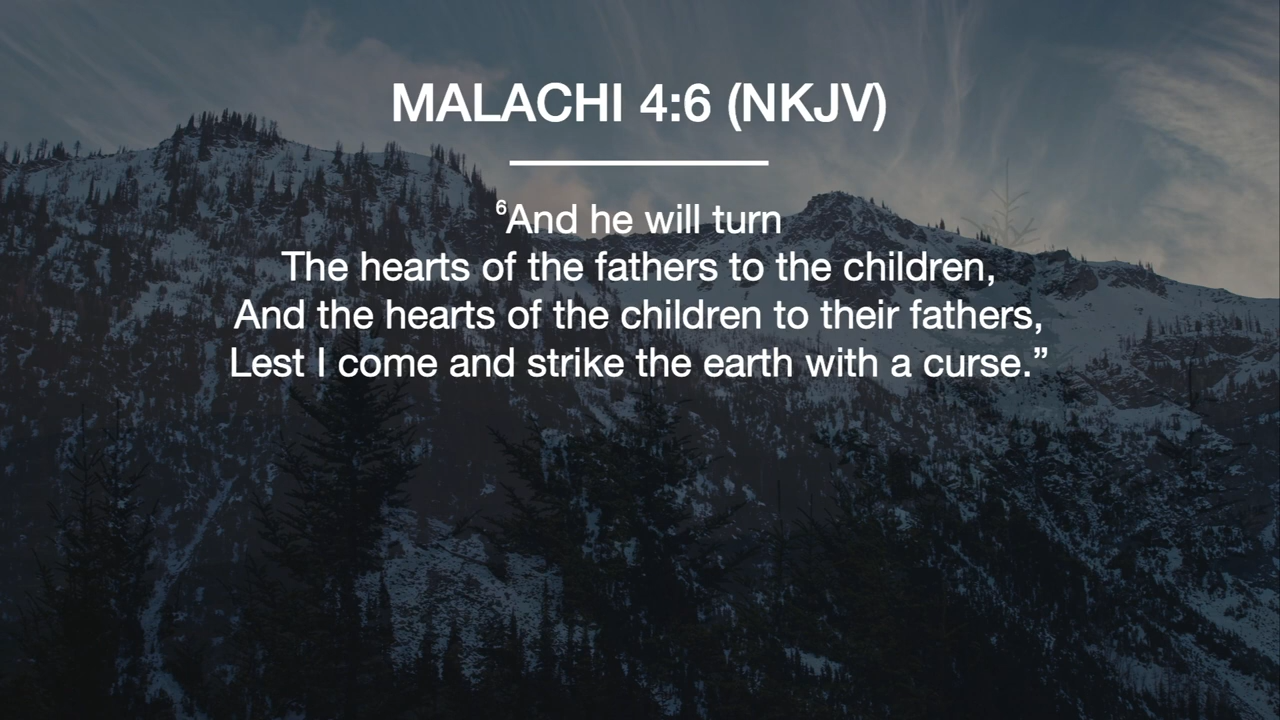 MALACHI 4:6 (NKJV)
⁶And he will turn
The hearts of the fathers to the children,
And the hearts of the children to their fathers,
Lest I come and strike the earth with a curse.”